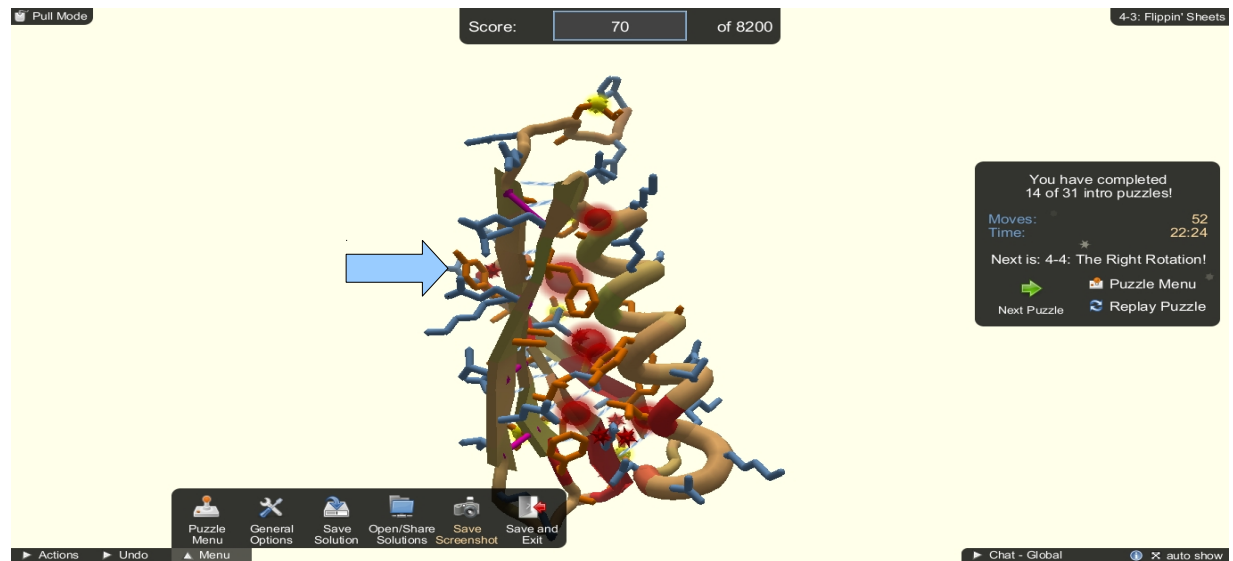 Pull Mode
Score: 70 of 8200
4-3: Flippin' Sheets
You have completed
14 of 31 intro puzzles!
Moves: 52
Time: 22:24
Next is: 4-4: The Right Rotation!
Next Puzzle
Puzzle Menu
Replay Puzzle
Puzzle Menu
General Options
Save Solution
Open/Share Solutions
Save Screenshot
Save and Exit
Actions
Undo
Menu
Chat - Global
auto show